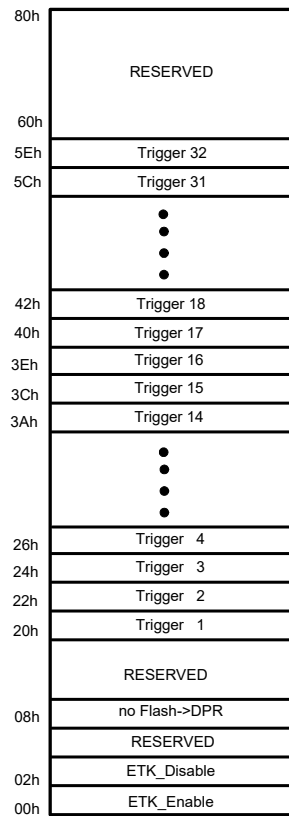 80h
RESERVED
60h
5Eh Trigger 32
5Ch Trigger 31
42h Trigger 18
40h Trigger 17
3Eh Trigger 16
3Ch Trigger 15
3Ah Trigger 14
26h Trigger 4
24h Trigger 3
22h Trigger 2
20h Trigger 1
RESERVED
08h no Flash->DPR
RESERVED
02h ETK_Disable
00h ETK_Enable